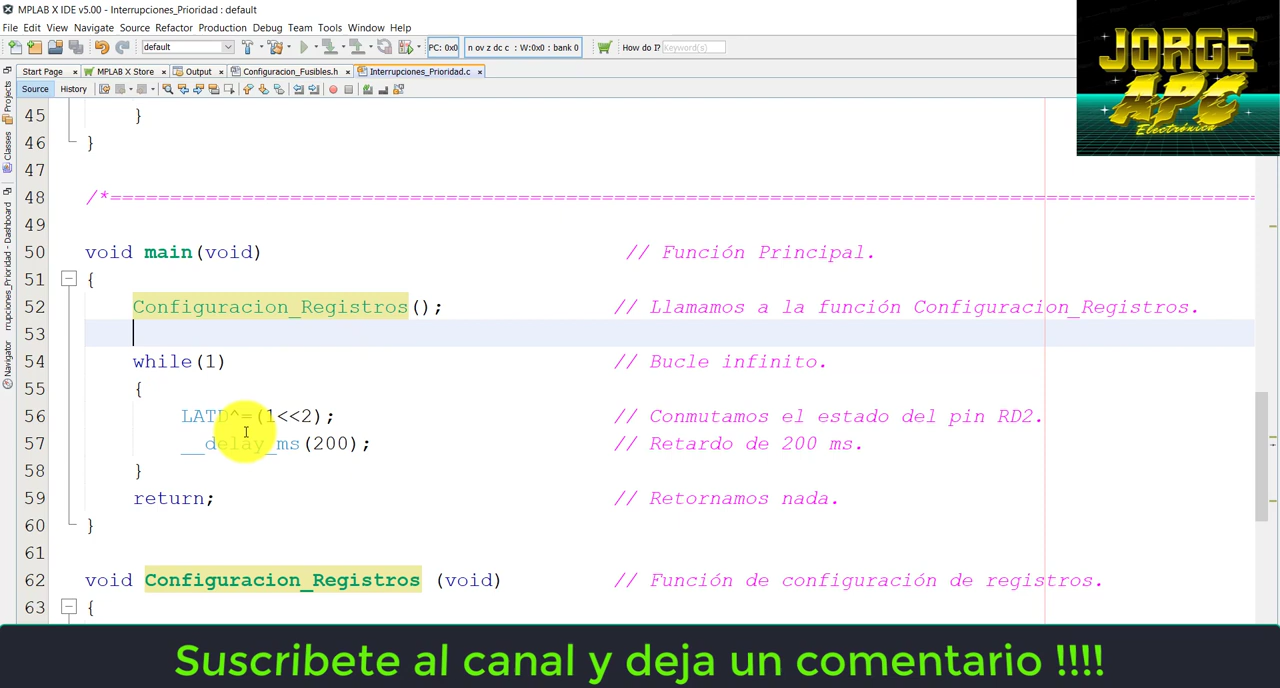 MPLAB X IDE v5.00 - Interrupciones_Prioridad : default
File Edit View Navigate Source Refactor Production Debug Team Tools Window Help
default
PC: 0x0
n ov z dc c : W:0x0 : bank 0
How do I?
Keyword(s)
Start Page
MPLAB X Store
Output
Configuracion_Fusibles.h
Interrupciones_Prioridad.c
Source
History
Projects
Classes
rrupciones_Prioridad - Dashboard
Navigator
JORGE
APC
Electrónica
45 }
46 }
47
48 /*==============================================================================================
49
50 void main(void) // Función Principal.
51 {
52 Configuracion_Registros(); // Llamamos a la función Configuracion_Registros.
53
54 while(1) // Bucle infinito.
55 {
56 LATD^=(1<<2); // Conmutamos el estado del pin RD2.
57 __delay_ms(200); // Retardo de 200 ms.
58 }
59 return; // Retornamos nada.
60 }
61
62 void Configuracion_Registros (void) // Función de configuración de registros.
63 {
Suscribete al canal y deja un comentario !!!!